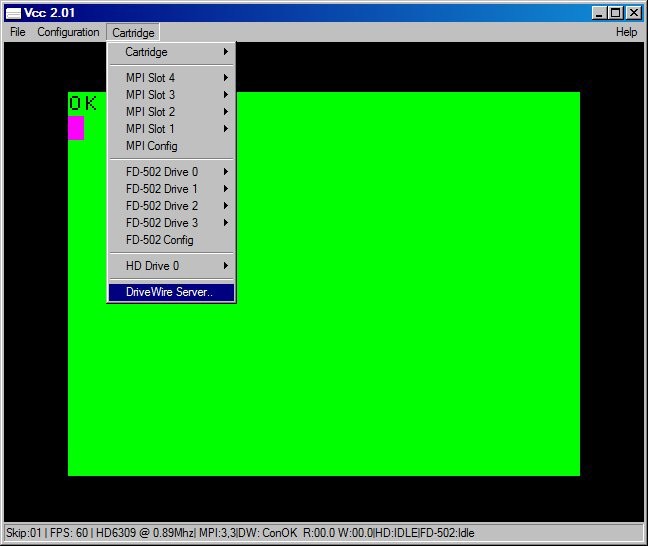 Vcc 2.01
File Configuration Cartridge Help
Cartridge
MPI Slot 4
MPI Slot 3
MPI Slot 2
MPI Slot 1
MPI Config
FD-502 Drive 0
FD-502 Drive 1
FD-502 Drive 2
FD-502 Drive 3
FD-502 Config
HD Drive 0
DriveWire Server..
OK
Skip:01 | FPS: 60 | HD6309 @ 0.89Mhz| MPI:3,3|DW: ConOK R:00.0 W:00.0|HD:IDLE|FD-502:Idle